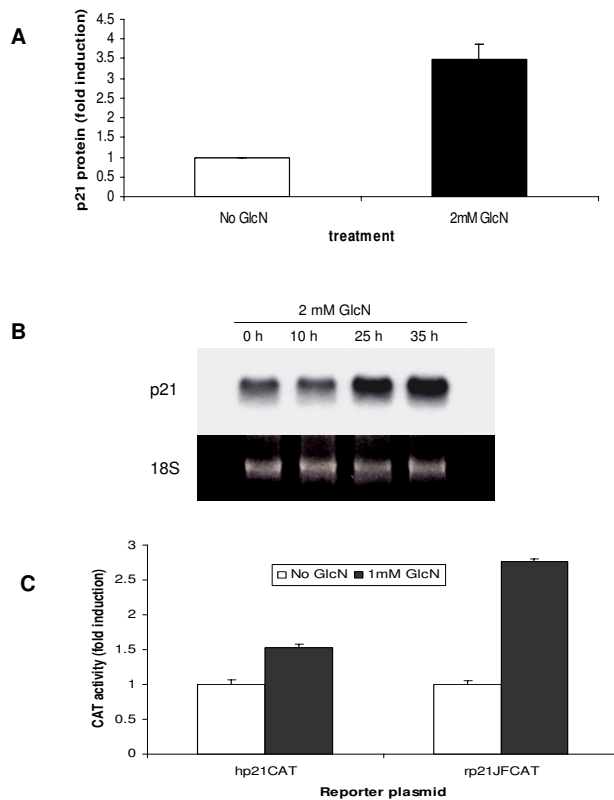 A
p21 protein (fold induction)
4.5
4
3.5
3
2.5
2
1.5
1
0.5
0
No GlcN
2mM GlcN
treatment
B
2 mM GlcN
0 h 10 h 25 h 35 h
p21
18S
C
CAT activity (fold induction)
3
2.5
2
1.5
1
0.5
0
No GlcN 1mM GlcN
hp21CAT
rp21JFCAT
Reporter plasmid